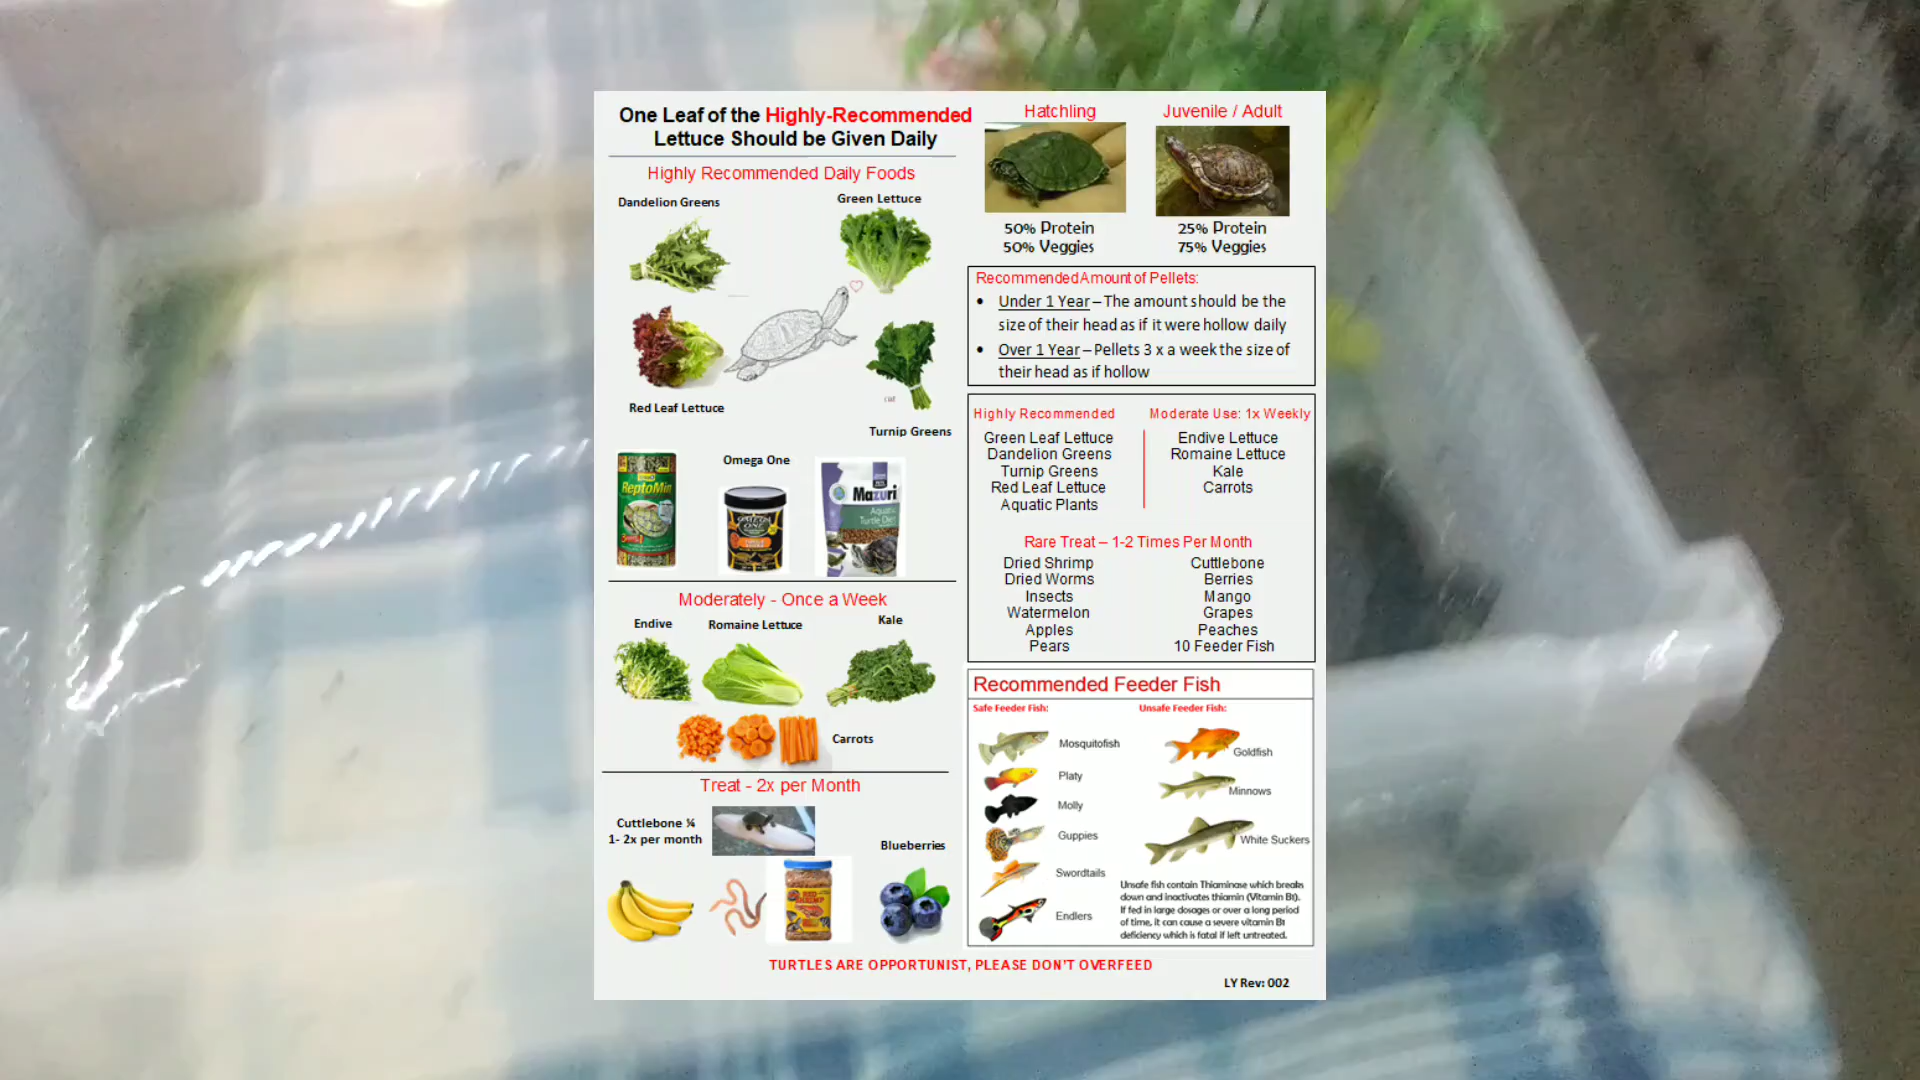 One Leaf of the Highly-Recommended
Lettuce Should be Given Daily
Highly Recommended Daily Foods
Dandelion Greens
Green Lettuce
Red Leaf Lettuce
Turnip Greens
ReptoMin
Omega One
OMEGA ONE
Mazuri
Aquatic
Turtle Diet
Moderately - Once a Week
Endive
Romaine Lettuce
Kale
Carrots
Treat - 2x per Month
Cuttlebone ¼
1- 2x per month
Blueberries
Hatchling
50% Protein
50% Veggies
Juvenile / Adult
25% Protein
75% Veggies
Recommended Amount of Pellets:
• Under 1 Year – The amount should be the
size of their head as if it were hollow daily
• Over 1 Year – Pellets 3 x a week the size of
their head as if hollow
Highly Recommended
Green Leaf Lettuce
Dandelion Greens
Turnip Greens
Red Leaf Lettuce
Aquatic Plants
Moderate Use: 1x Weekly
Endive Lettuce
Romaine Lettuce
Kale
Carrots
Rare Treat – 1-2 Times Per Month
Dried Shrimp
Dried Worms
Insects
Watermelon
Apples
Pears
Cuttlebone
Berries
Mango
Grapes
Peaches
10 Feeder Fish
Recommended Feeder Fish
Safe Feeder Fish:
Mosquitofish
Platy
Molly
Guppies
Swordtails
Endlers
Unsafe Feeder Fish:
Goldfish
Minnows
White Suckers
Unsafe fish contain Thiaminase which breaks
down and inactivates thiamin (Vitamin B1).
If fed in large dosages or over a long period
of time, it can cause a severe vitamin B1
deficiency which is fatal if left untreated.
TURTLES ARE OPPORTUNIST, PLEASE DON'T OVERFEED
LY Rev: 002